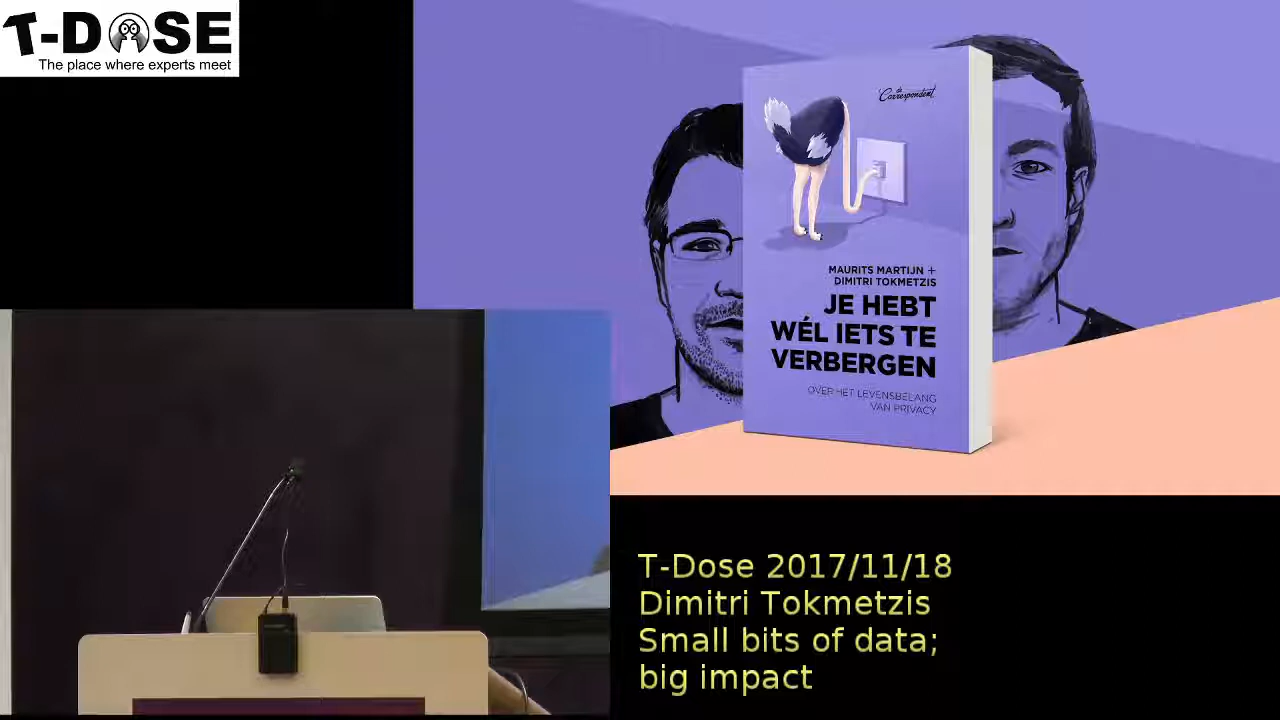 T-DOSE
The place where experts meet
de
Correspondent
MAURITS MARTIJN +
DIMITRI TOKMETZIS
JE HEBT
WÉL IETS TE
VERBERGEN
OVER HET LEVENSBELANG
VAN PRIVACY
T-Dose 2017/11/18
Dimitri Tokmetzis
Small bits of data;
big impact